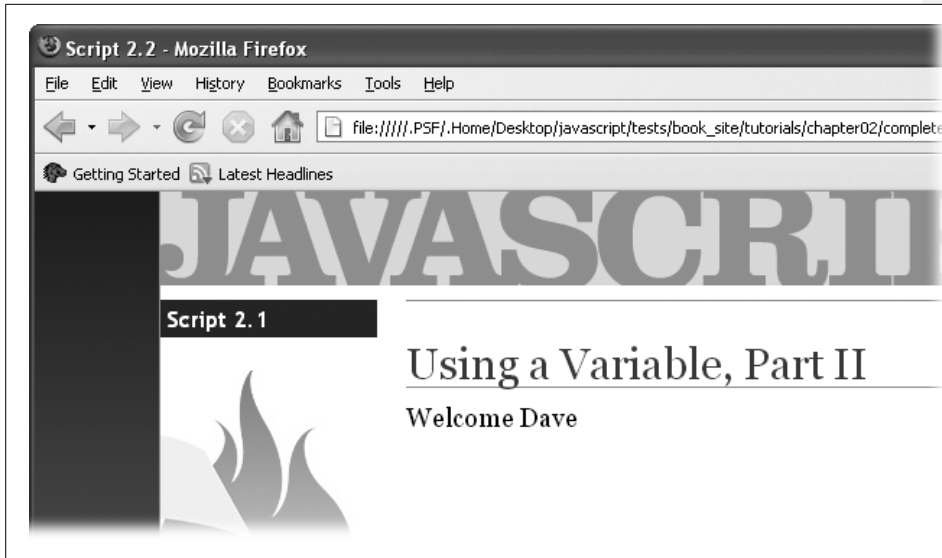 Script 2.2 - Mozilla Firefox
File Edit View History Bookmarks Tools Help
file://///.PSF/.Home/Desktop/javascript/tests/book_site/tutorials/chapter02/complete
Getting Started Latest Headlines
JAVASCRI
Script 2.1
Using a Variable, Part II
Welcome Dave